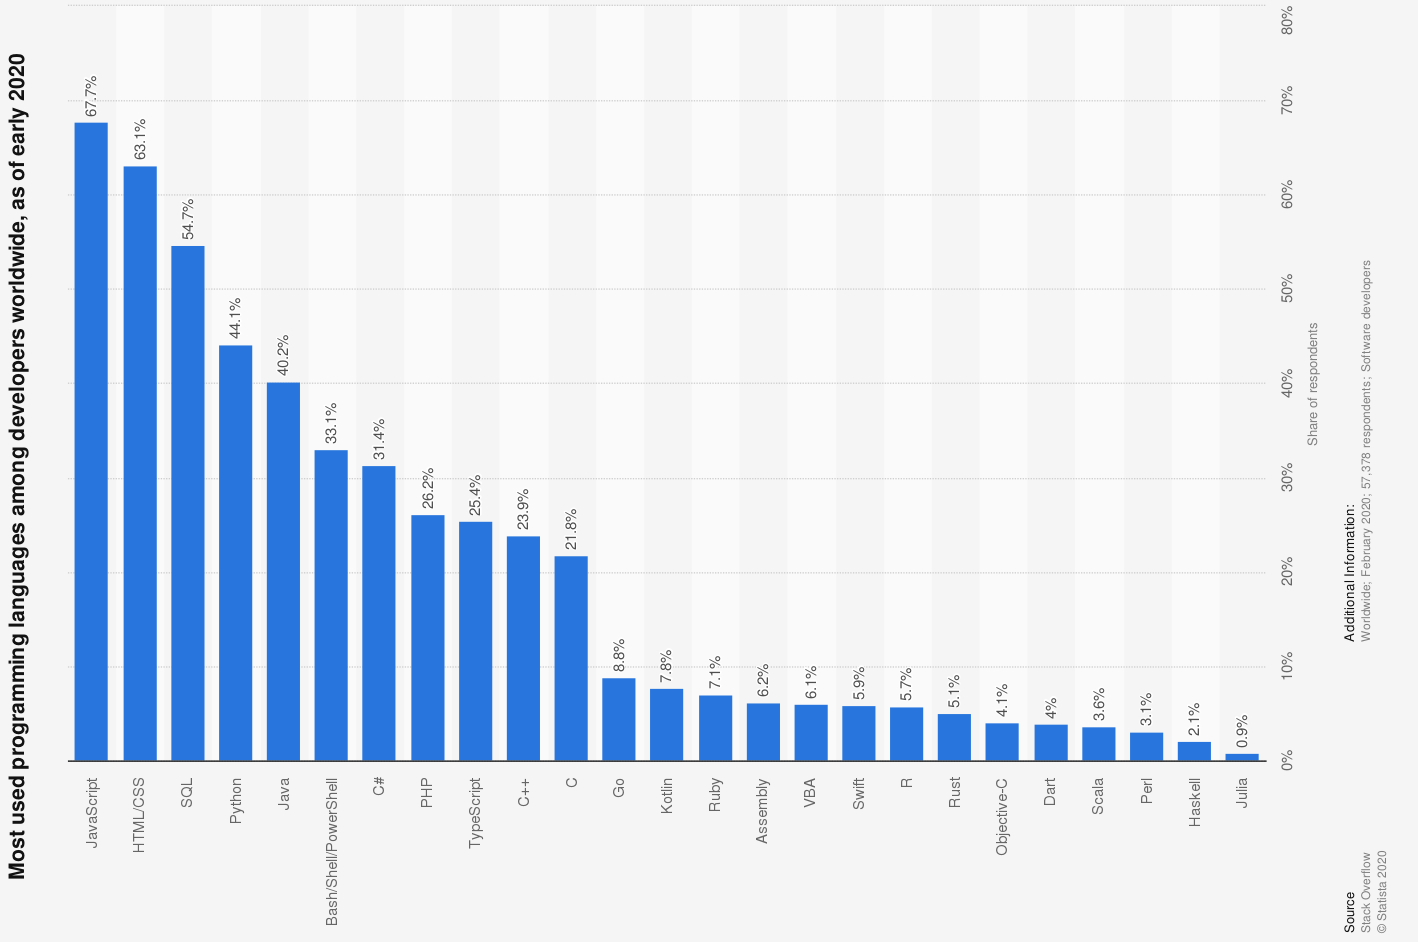 Most used programming languages among developers worldwide, as of early 2020
JavaScript 67.7%
HTML/CSS 63.1%
SQL 54.7%
Python 44.1%
Java 40.2%
Bash/Shell/PowerShell 33.1%
C# 31.4%
PHP 26.2%
TypeScript 25.4%
C++ 23.9%
C 21.8%
Go 8.8%
Kotlin 7.8%
Ruby 7.1%
Assembly 6.2%
VBA 6.1%
Swift 5.9%
R 5.7%
Rust 5.1%
Objective-C 4.1%
Dart 4%
Scala 3.6%
Perl 3.1%
Haskell 2.1%
Julia 0.9%
0% 10% 20% 30% 40% 50% 60% 70% 80%
Share of respondents
Source
Stack Overflow
© Statista 2020
Additional Information:
Worldwide; February 2020; 57,378 respondents; Software developers